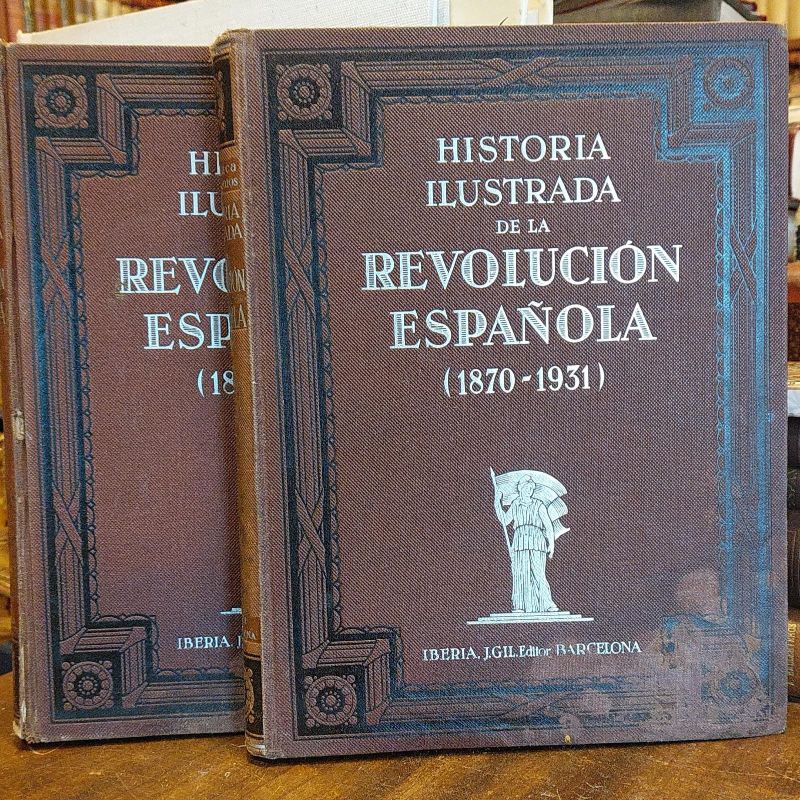 HISTORIA
ILUSTRADA
DE LA
REVOLUCIÓN
ESPAÑOLA
(1870-1931)
IBERIA. J.GIL. Editor BARCELONA